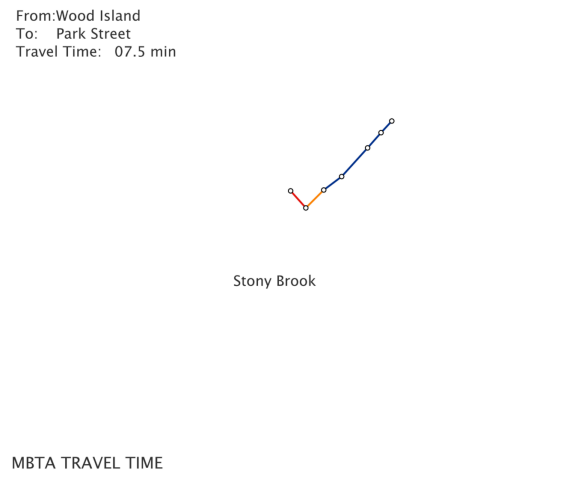 From:Wood Island
To: Park Street
Travel Time: 07.5 min
Stony Brook
MBTA TRAVEL TIME